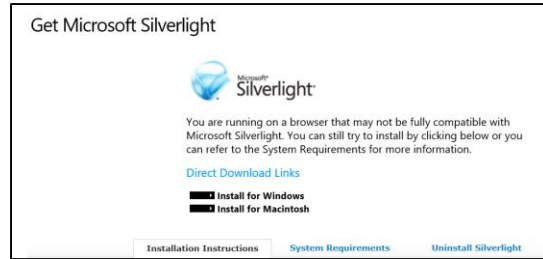 Get Microsoft Silverlight
Microsoft®
Silverlight™
You are running on a browser that may not be fully compatible with
Microsoft Silverlight. You can still try to install by clicking below or you
can refer to the System Requirements for more
information.
Direct Download Links
Install for Windows
Install for Macintosh
Installation Instructions System Requirements Uninstall Silverlight